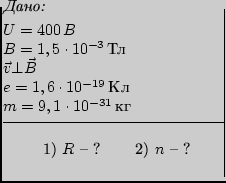 Дано:
U = 400 В
B = 1,5 · 10⁻³ Тл
v⃗⊥B⃗
e = 1,6 · 10⁻¹⁹ Кл
m = 9,1 · 10⁻³¹ кг
1) R – ? 2) n – ?